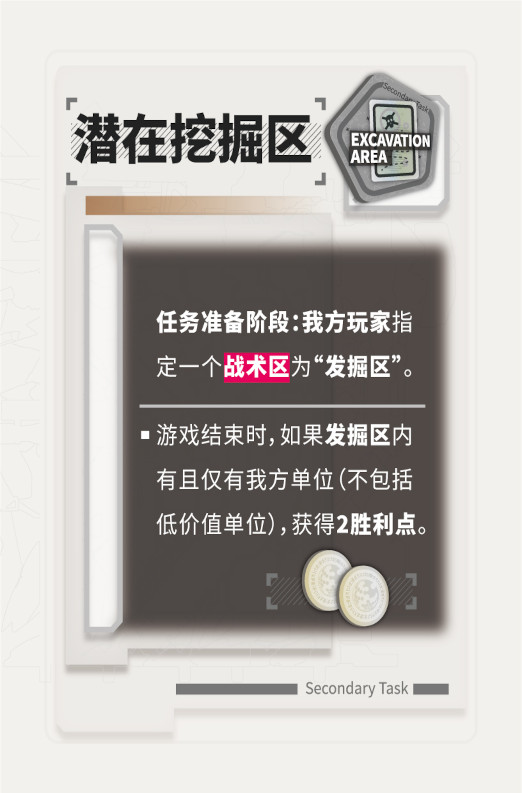 潜在挖掘区
Secondary Task
EXCAVATION
AREA
任务准备阶段：我方玩家指
定一个战术区为“发掘区”。
▪ 游戏结束时，如果发掘区内
有且仅有我方单位（不包括
低价值单位），获得2胜利点。
Secondary Task